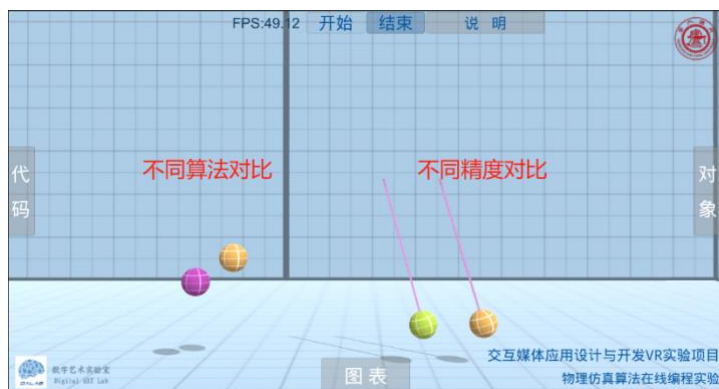 FPS:49.12 开始 结束 说 明
不同算法对比 不同精度对比
代码
对象
交互媒体应用设计与开发VR实验项目
物理仿真算法在线编程实验
数字艺术实验室
Digital-ART Lab
图表